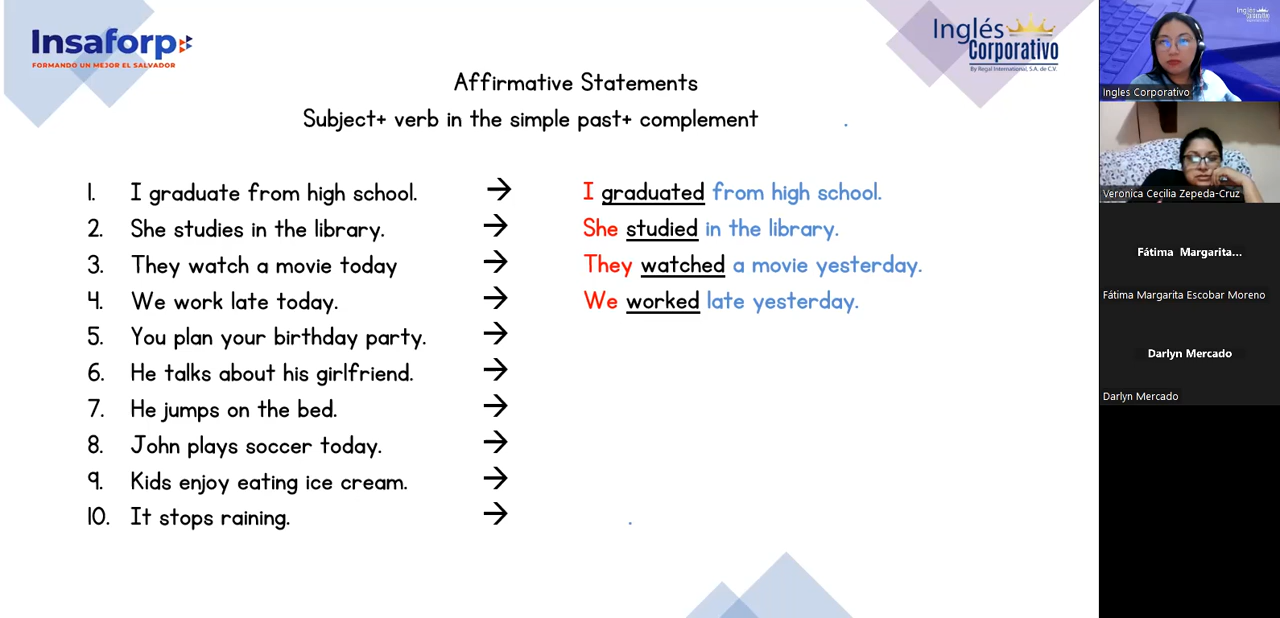 Insaforp
FORMANDO UN MEJOR EL SALVADOR
Inglés
Corporativo
By Regal International, S.A. de C.V.
Affirmative Statements
Subject+ verb in the simple past+ complement
1. I graduate from high school. → I graduated from high school.
2. She studies in the library. → She studied in the library.
3. They watch a movie today → They watched a movie yesterday.
4. We work late today. → We worked late yesterday.
5. You plan your birthday party. →
6. He talks about his girlfriend. →
7. He jumps on the bed. →
8. John plays soccer today. →
9. Kids enjoy eating ice cream. →
10. It stops raining. →
Inglés
Ingles Corporativo
Veronica Cecilia Zepeda-Cruz
Fátima Margarita...
Fátima Margarita Escobar Moreno
Darlyn Mercado
Darlyn Mercado